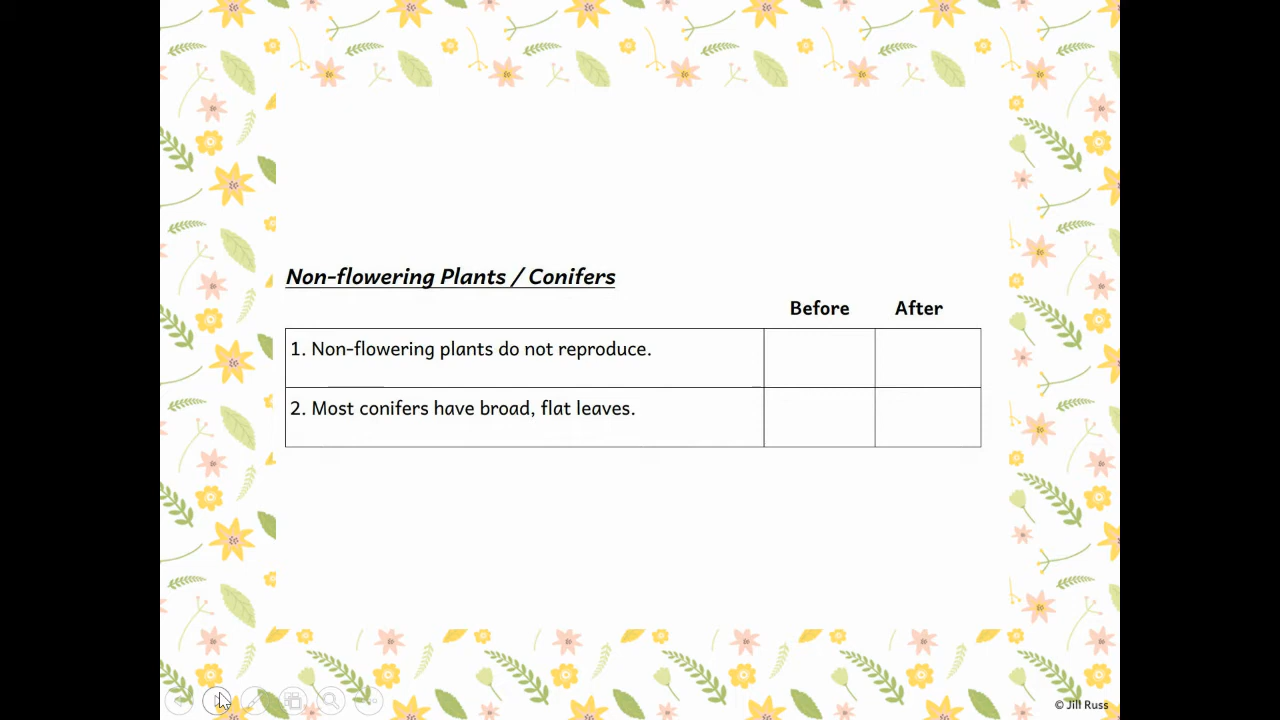 Non-flowering Plants / Conifers
Before After
1. Non-flowering plants do not reproduce.
2. Most conifers have broad, flat leaves.
© Jill Russ